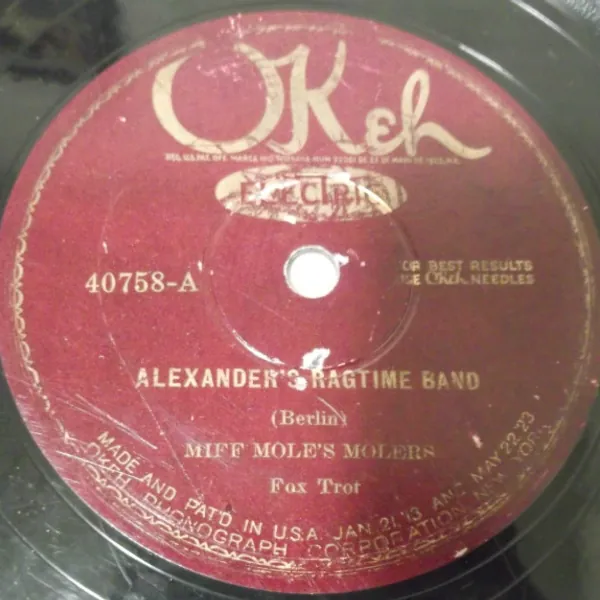 OKeh
ELECTRIC
40758-A
FOR BEST RESULTS
USE OKeh NEEDLES
ALEXANDER'S RAGTIME BAND
(Berlin)
MIFF MOLE'S MOLERS
Fox Trot
MADE AND PAT'D IN U.S.A. JAN. 21, '13, AND MAY 22, '23
OKEH PHONOGRAPH CORPORATION, NEW YORK